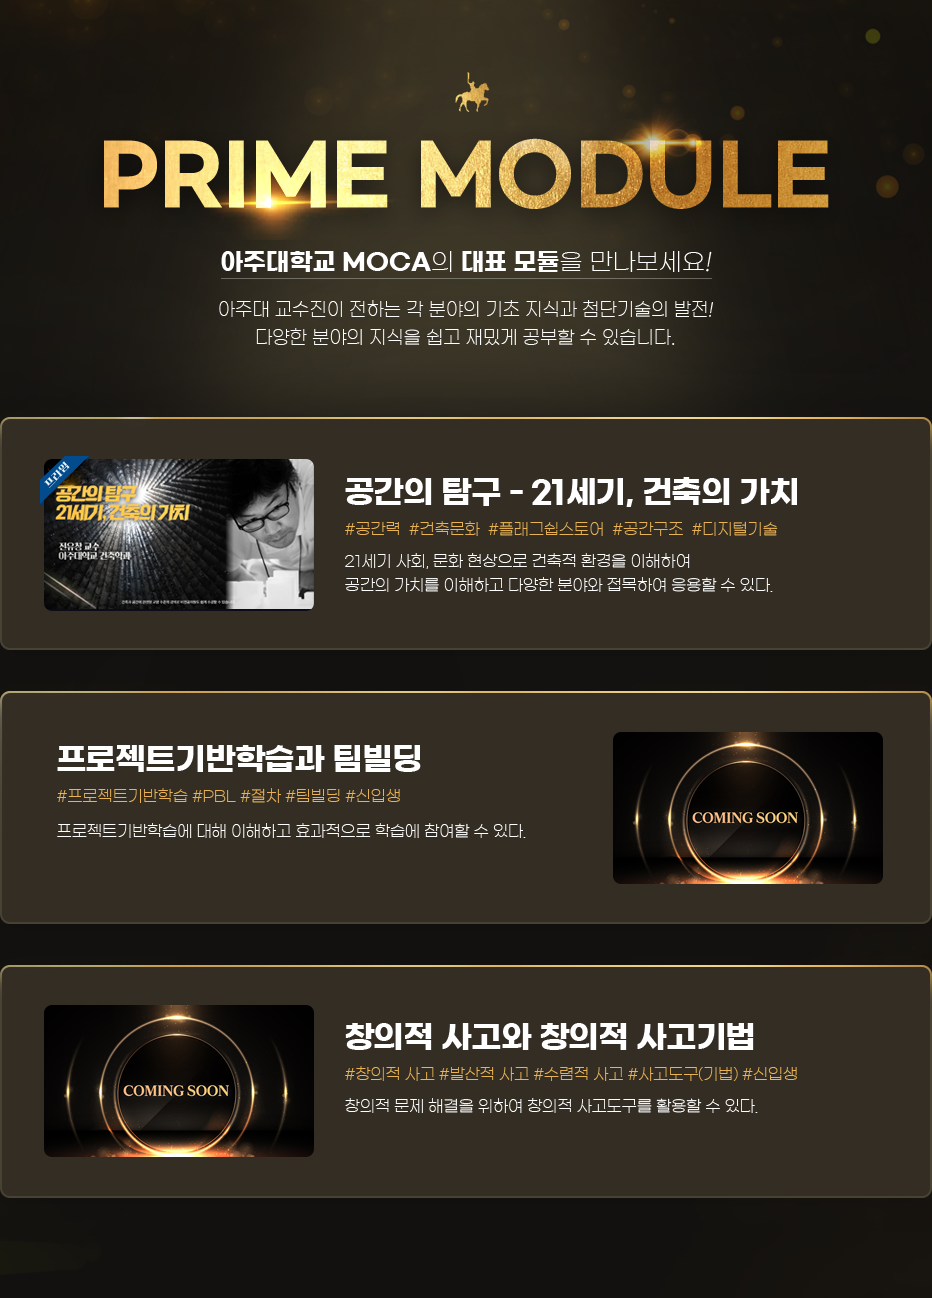 PRIME MODULE
아주대학교 MOCA의 대표 모듈을 만나보세요!
아주대 교수진이 전하는 각 분야의 기초 지식과 첨단기술의 발전!
다양한 분야의 지식을 쉽고 재밌게 공부할 수 있습니다.
프라임
공간의 탐구
21세기, 건축의 가치
전유창 교수
아주대학교 건축학과
공간의 탐구 - 21세기, 건축의 가치
#공간력 #건축문화 #플래그쉽스토어 #공간구조 #디지털기술
21세기 사회, 문화 현상으로 건축적 환경을 이해하여
공간의 가치를 이해하고 다양한 분야와 접목하여 응용할 수 있다.
프로젝트기반학습과 팀빌딩
#프로젝트기반학습 #PBL #절차 #팀빌딩 #신입생
프로젝트기반학습에 대해 이해하고 효과적으로 학습에 참여할 수 있다.
COMING SOON
COMING SOON
창의적 사고와 창의적 사고기법
#창의적 사고 #발산적 사고 #수렴적 사고 #사고도구(기법) #신입생
창의적 문제 해결을 위하여 창의적 사고도구를 활용할 수 있다.